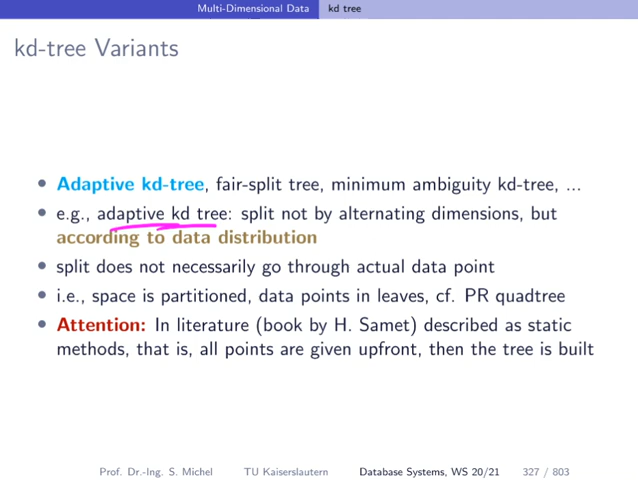 Multi-Dimensional Data kd tree
kd-tree Variants
• Adaptive kd-tree, fair-split tree, minimum ambiguity kd-tree, ...
• e.g., adaptive kd tree: split not by alternating dimensions, but
according to data distribution
• split does not necessarily go through actual data point
• i.e., space is partitioned, data points in leaves, cf. PR quadtree
• Attention: In literature (book by H. Samet) described as static
methods, that is, all points are given upfront, then the tree is built
Prof. Dr.-Ing. S. Michel TU Kaiserslautern Database Systems, WS 20/21 327 / 803